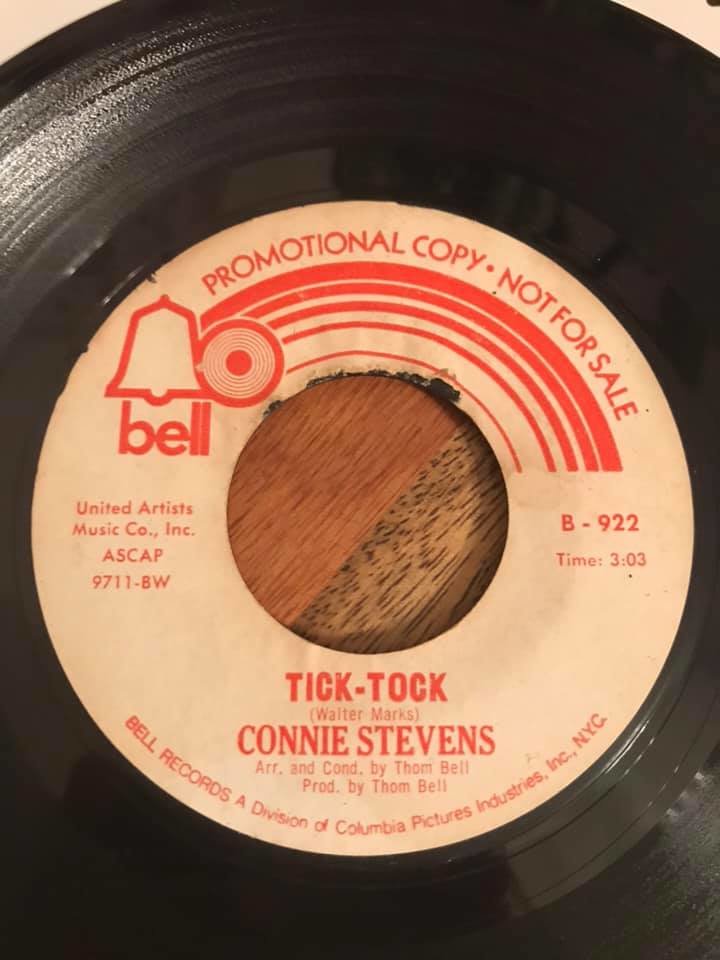 PROMOTIONAL COPY • NOT FOR SALE
bell
United Artists
Music Co., Inc.
ASCAP
9711-BW
B - 922
Time: 3:03
TICK-TOCK
(Walter Marks)
CONNIE STEVENS
Arr. and Cond. by Thom Bell
Prod. by Thom Bell
BELL RECORDS A Division of Columbia Pictures Industries, Inc., N.Y.C.